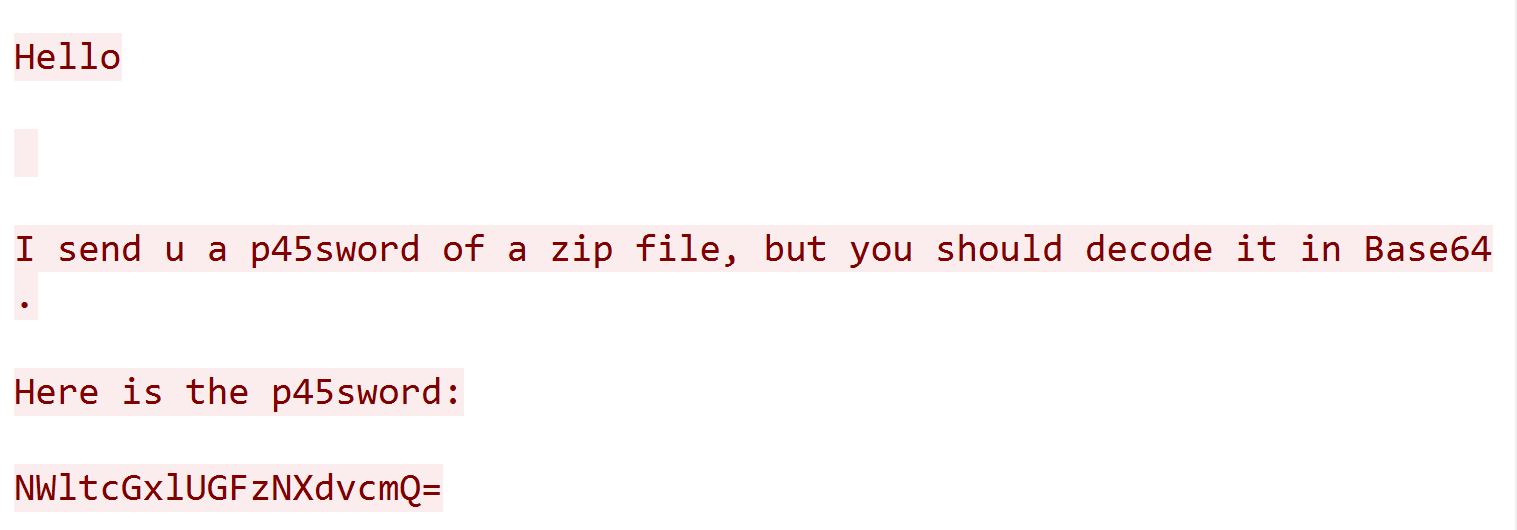 Hello
I send u a p45sword of a zip file, but you should decode it in Base64
.
Here is the p45sword:
NWltcGxlUGFzNXdvcmQ=